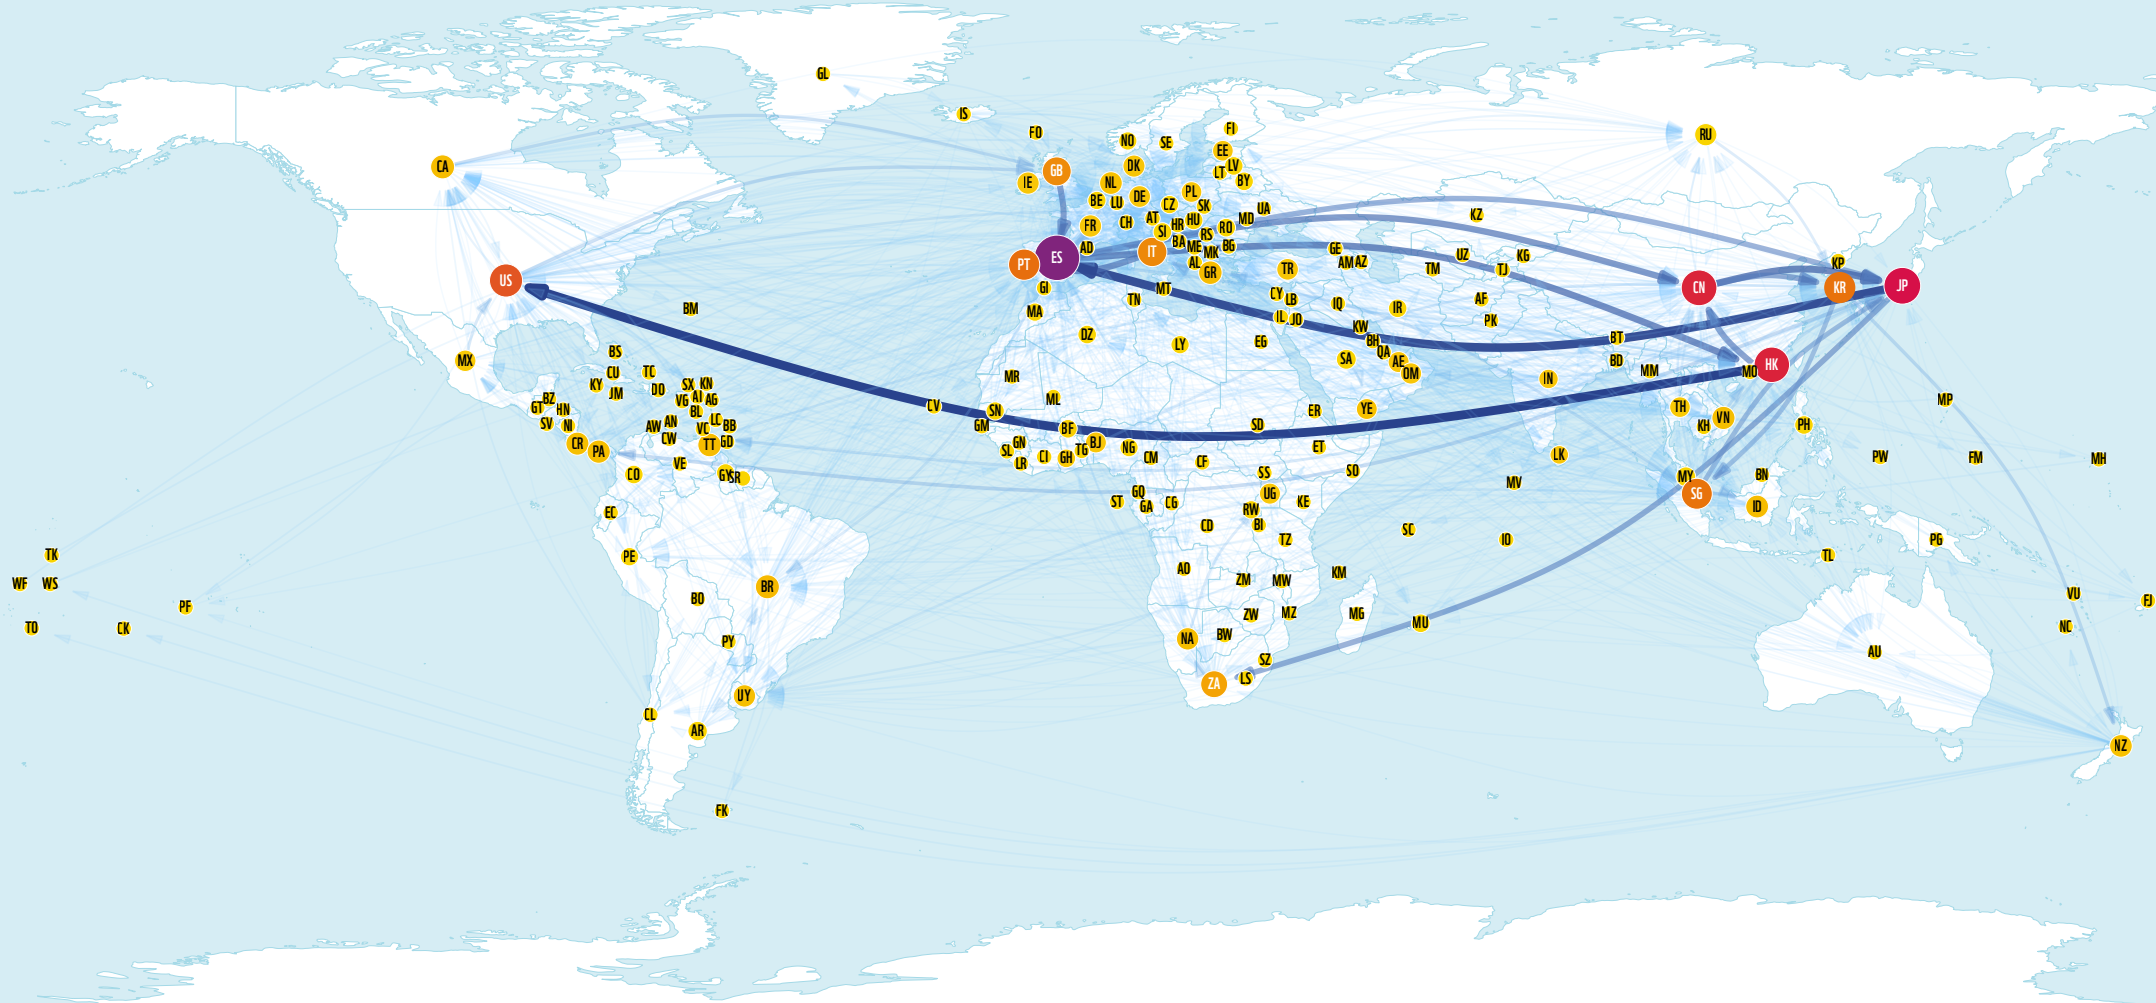 GL
IS
FO
NO
SE
FI
RU
EE
LV
LT
BY
DK
GB
IE
CA
NL
DE
PL
BE
LU
CZ
SK
UA
KZ
FR
CH
AT
HR
HU
RO
MD
SI
RS
BA
ME
MK
BG
AD
ES
PT
IT
AL
GR
GE
AM
AZ
UZ
KG
TM
TJ
TR
KP
US
GI
MT
TN
CY
LB
IQ
IR
AF
CN
KR
JP
BM
MA
IL
JO
PK
DZ
LY
EG
KW
BH
QA
SA
AE
OM
BT
BD
MM
MO
HK
MX
BS
CU
TC
KY
JM
DO
SX
KN
VG
AI
AG
BL
LC
BB
VC
GD
AW
AN
CW
TT
BZ
GT
HN
SV
NI
CR
PA
VE
CO
GY
SR
MR
ML
CV
SN
GM
BF
GN
SL
LR
CI
GH
TG
BJ
NG
CM
CF
SD
ER
YE
ET
SO
SS
IN
LK
MV
TH
KH
VN
PH
MP
PW
FM
MH
MY
SG
BN
ID
EC
PE
ST
GQ
GA
CG
CD
UG
RW
BI
KE
TZ
SC
IO
TL
PG
TK
WF
WS
PF
TO
CK
BR
BO
PY
AO
ZM
MW
KM
ZW
MZ
MG
MU
NA
BW
SZ
LS
ZA
VU
FJ
NC
AU
NZ
UY
CL
AR
FK